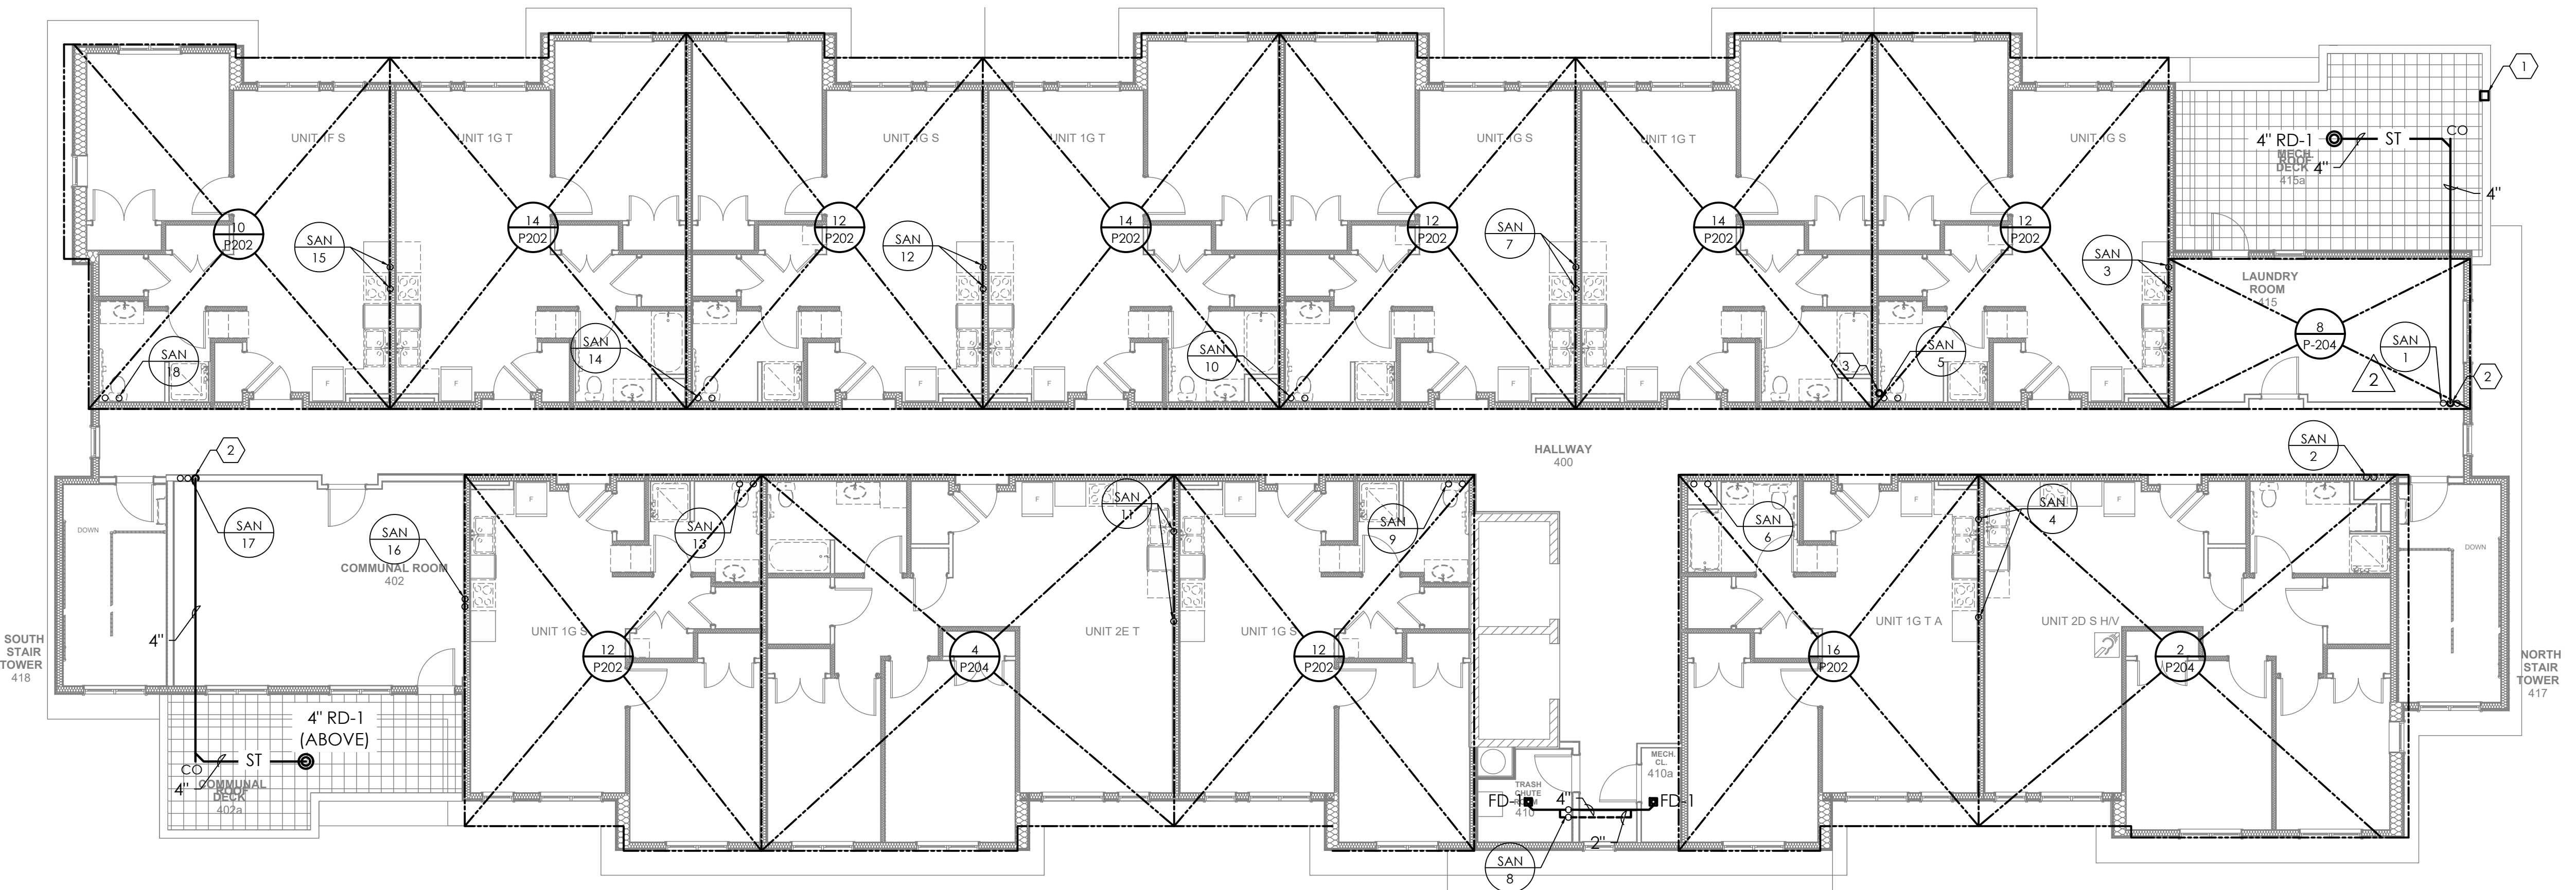 1
UNIT 1F S
UNIT 1G T
UNIT 1G S
UNIT 1G T
UNIT 1G S
UNIT 1G T
UNIT 1G S
4" RD-1
ST
CO
MECH.
ROOF
DECK
415a
4"
4"
10
P202
14
P202
12
P202
14
P202
12
P202
14
P202
12
P202
SAN
15
SAN
12
SAN
7
SAN
3
LAUNDRY
ROOM
415
8
P-204
SAN
18
SAN
14
SAN
10
3
SAN
5
SAN
1
2
2
F
F
F
F
F
F
F
HALLWAY
400
2
SAN
2
DOWN
SAN
17
SAN
16
COMMUNAL ROOM
402
F
SAN
13
F
SAN
11
F
SAN
9
SAN
6
F
SAN
4
F
DOWN
4"
UNIT 1G S
UNIT 2E T
UNIT 1G S
UNIT 1G T A
UNIT 2D S H/V
SOUTH
STAIR
TOWER
418
12
P202
4
P204
12
P202
16
P202
2
P204
NORTH
STAIR
TOWER
417
4" RD-1
(ABOVE)
ST
CO
4"
COMMUNAL
ROOF
DECK
402a
MECH.
CL.
410a
TRASH
CHUTE
ROOM
410
FD-1
4"
FD-1
2"
SAN
8